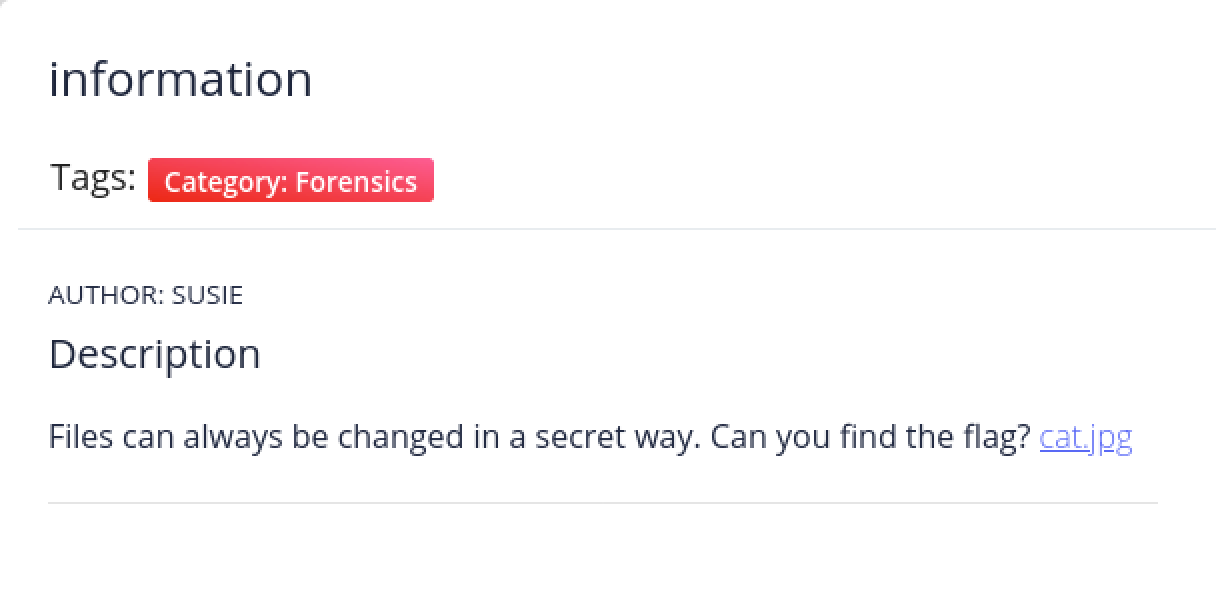 information
Tags: Category: Forensics
AUTHOR: SUSIE
Description
Files can always be changed in a secret way. Can you find the flag? cat.jpg